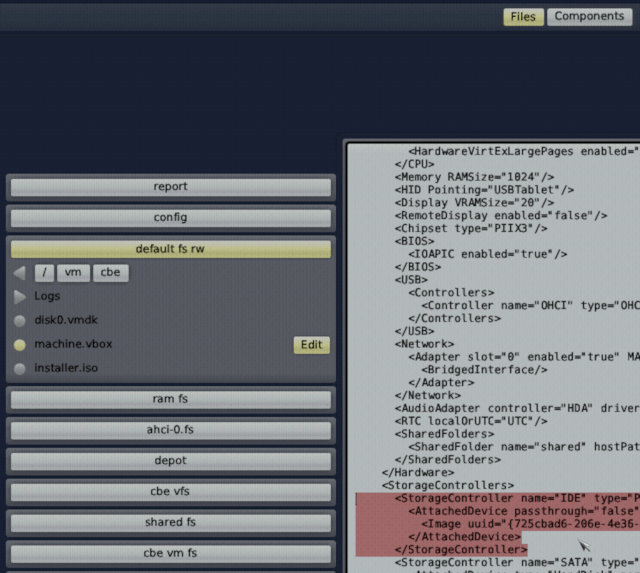 Files Components
report
config
default fs rw
/ vm cbe
Logs
disk0.vmdk
machine.vbox Edit
installer.iso
ram fs
ahci-0.fs
depot
cbe vfs
shared fs
cbe vm fs
<HardwareVirtExLargePages enabled="
</CPU>
<Memory RAMSize="1024"/>
<HID Pointing="USBTablet"/>
<Display VRAMSize="20"/>
<RemoteDisplay enabled="false"/>
<Chipset type="PIIX3"/>
<BIOS>
<IOAPIC enabled="true"/>
</BIOS>
<USB>
<Controllers>
<Controller name="OHCI" type="OHC
</Controllers>
</USB>
<Network>
<Adapter slot="0" enabled="true" MA
<BridgedInterface/>
</Adapter>
</Network>
<AudioAdapter controller="HDA" driver
<RTC localOrUTC="UTC"/>
<SharedFolders>
<SharedFolder name="shared" hostPat
</SharedFolders>
</Hardware>
<StorageControllers>
<StorageController name="IDE" type="P
<AttachedDevice passthrough="false"
<Image uuid="{725cbad6-206e-4e36-
</AttachedDevice>
</StorageController>
<StorageController name="SATA" type="